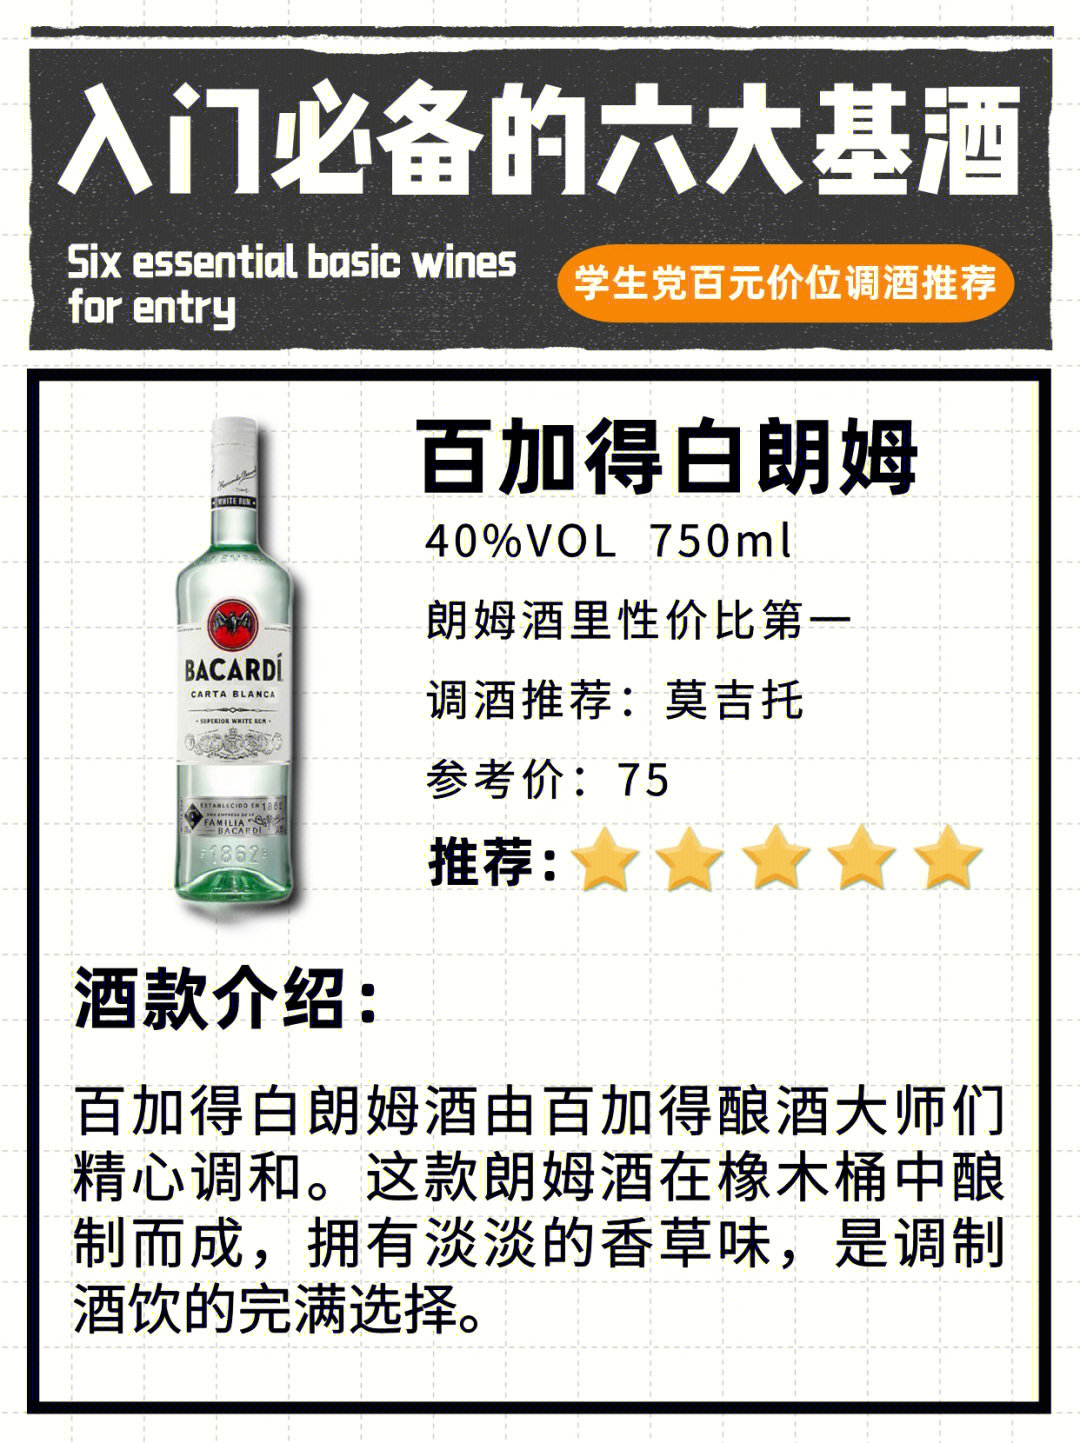 入门必备的六大基酒
Six essential basic wines
for entry
学生党百元价位调酒推荐
百加得白朗姆
40%VOL 750ml
朗姆酒里性价比第一
调酒推荐：莫吉托
参考价：75
推荐：
WHITE RUM
BACARDÍ
CARTA BLANCA
SUPERIOR WHITE RUM
ESTABLECIDO EN 1862
FAMILIA
BACARDÍ
1862
酒款介绍：
百加得白朗姆酒由百加得酿酒大师们
精心调和。这款朗姆酒在橡木桶中酿
制而成，拥有淡淡的香草味，是调制
酒饮的完满选择。